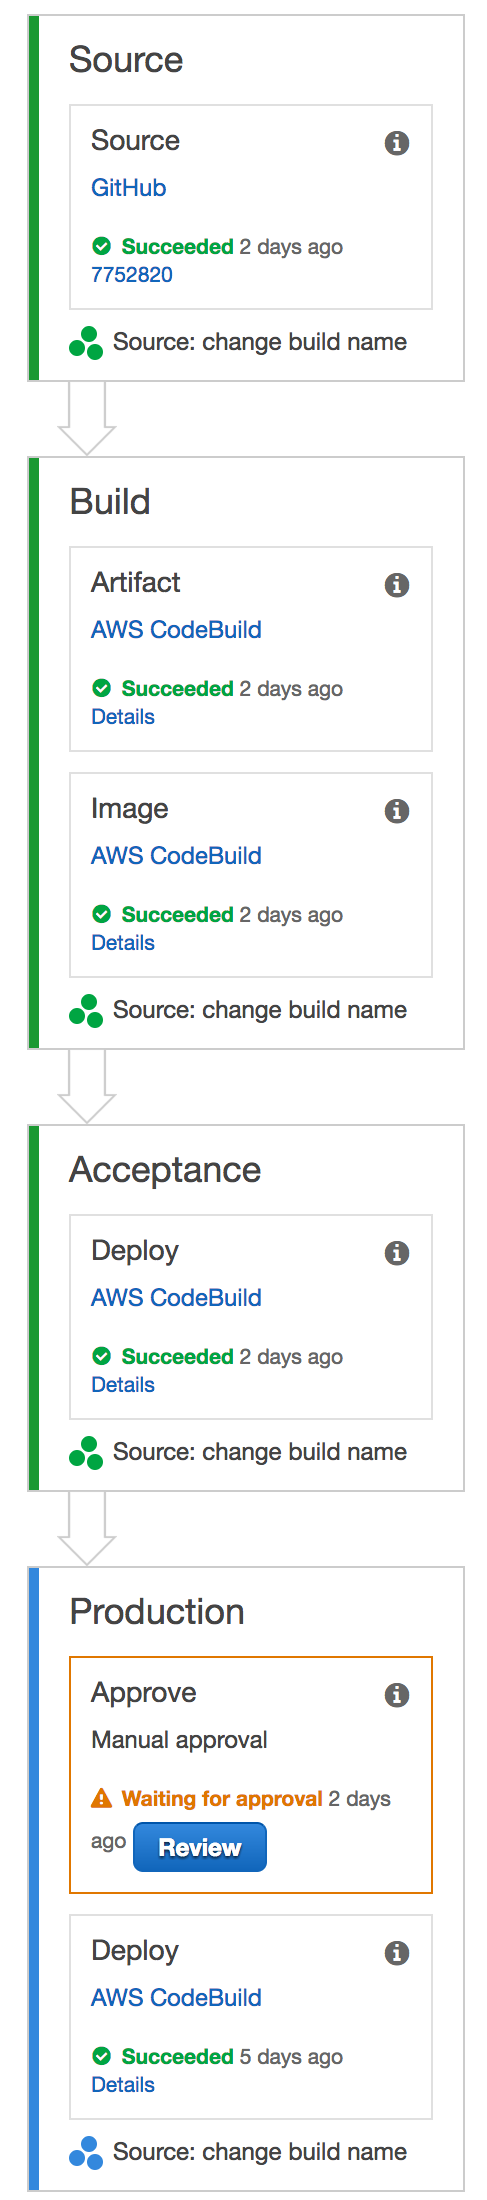 Source
Source
GitHub
Succeeded 2 days ago
7752820
Source: change build name
Build
Artifact
AWS CodeBuild
Succeeded 2 days ago
Details
Image
AWS CodeBuild
Succeeded 2 days ago
Details
Source: change build name
Acceptance
Deploy
AWS CodeBuild
Succeeded 2 days ago
Details
Source: change build name
Production
Approve
Manual approval
Waiting for approval 2 days
ago Review
Deploy
AWS CodeBuild
Succeeded 5 days ago
Details
Source: change build name